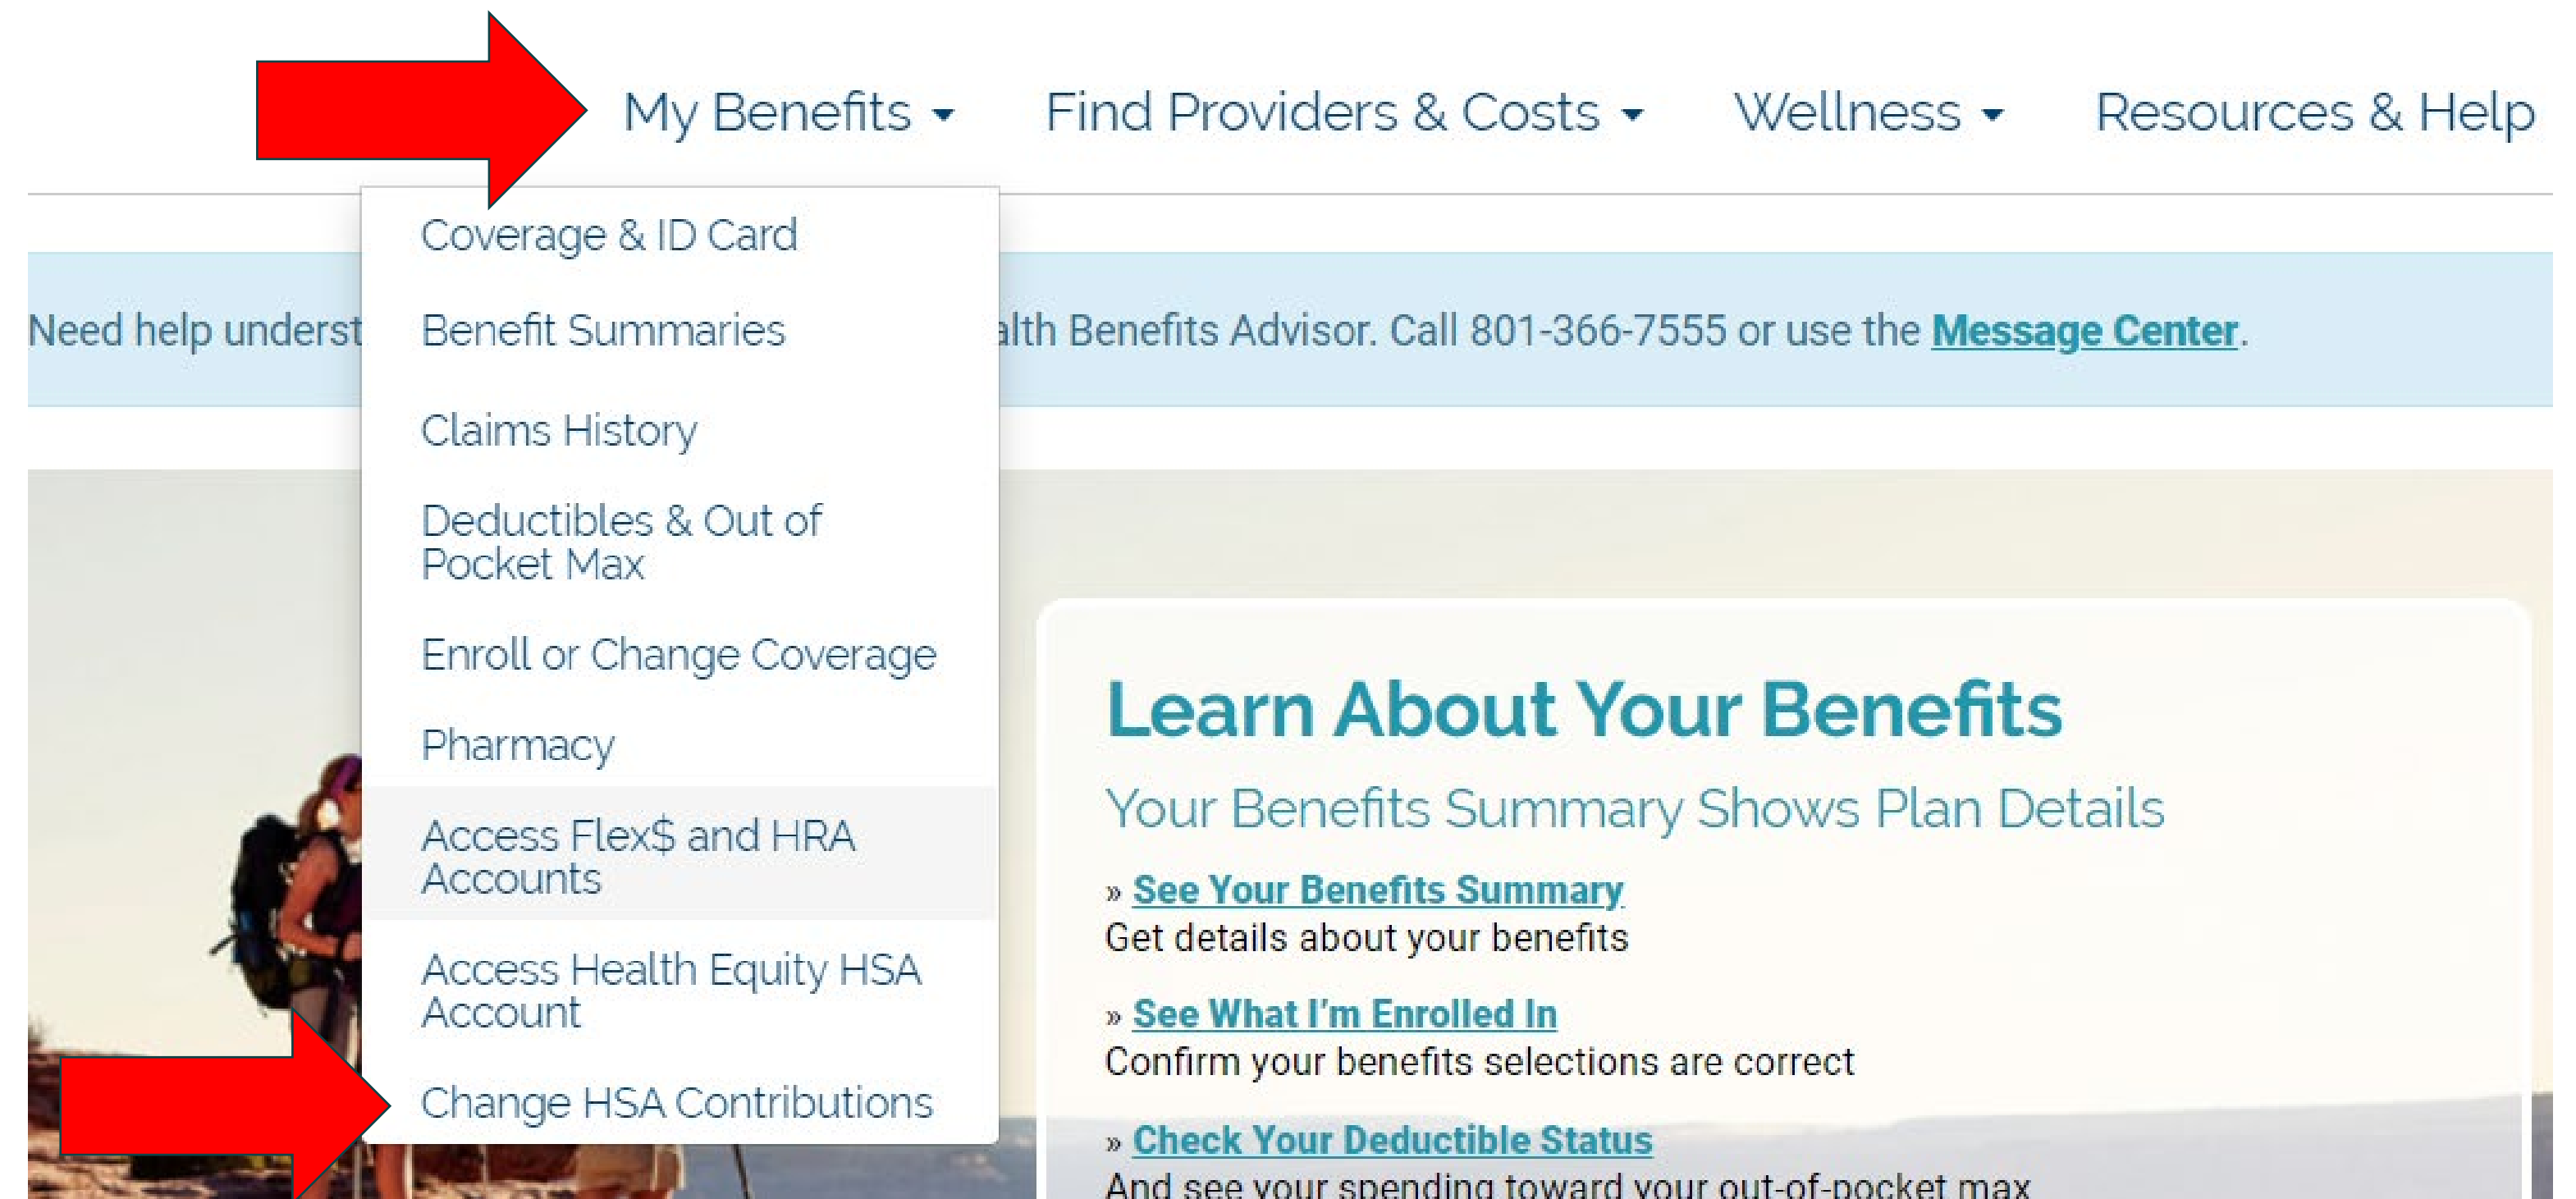 My Benefits Find Providers & Costs Wellness Resources & Help
Coverage & ID Card
Need help underst
Benefit Summaries
alth Benefits Advisor. Call 801-366-7555 or use the Message Center.
Claims History
Deductibles & Out of
Pocket Max
Enroll or Change Coverage
Pharmacy
Access Flex$ and HRA
Accounts
Access Health Equity HSA
Account
Change HSA Contributions
Learn About Your Benefits
Your Benefits Summary Shows Plan Details
» See Your Benefits Summary
Get details about your benefits
» See What I'm Enrolled In
Confirm your benefits selections are correct
» Check Your Deductible Status
And see your spending toward your out-of-pocket max